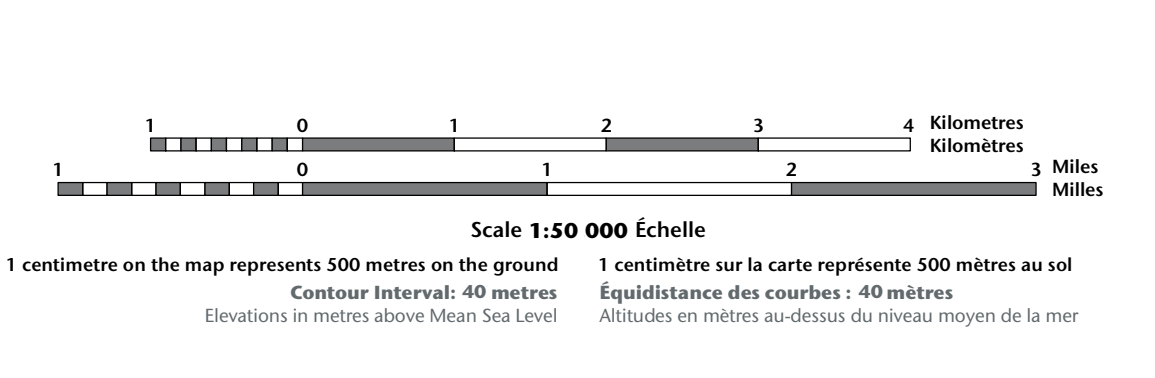 1 0 1 2 3 4 Kilometres
Kilomètres
1 0 1 2 3 Miles
Milles
Scale 1:50 000 Échelle
1 centimetre on the map represents 500 metres on the ground
Contour Interval: 40 metres
Elevations in metres above Mean Sea Level
1 centimètre sur la carte représente 500 mètres au sol
Équidistance des courbes : 40 mètres
Altitudes en mètres au-dessus du niveau moyen de la mer